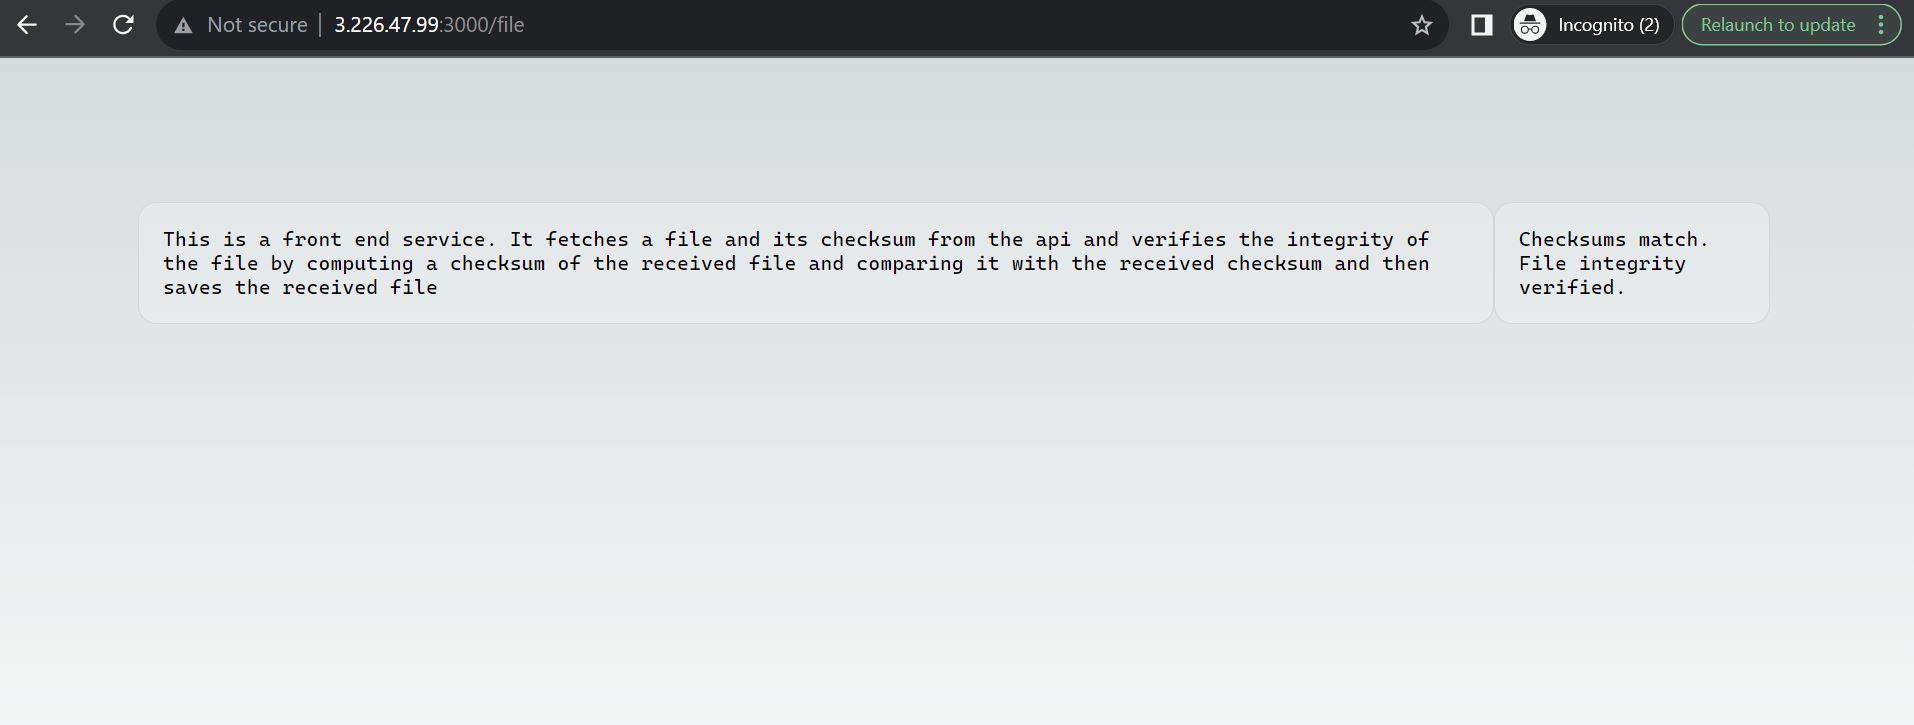 Not secure
3.226.47.99:3000/file
Incognito (2)
Relaunch to update
This is a front end service. It fetches a file and its checksum from the api and verifies the integrity of
the file by computing a checksum of the received file and comparing it with the received checksum and then
saves the received file
Checksums match.
File integrity
verified.